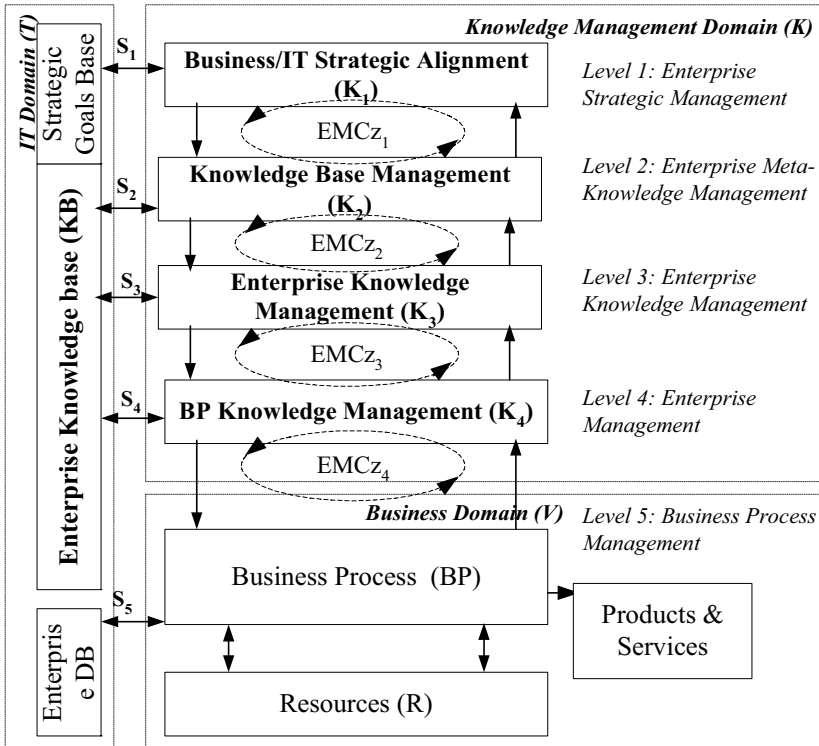 IT Domain (T)
Strategic
Goals Base
Enterprise Knowledge base (KB)
Enterpris
e DB
S1
S2
S3
S4
S5
Knowledge Management Domain (K)
Business/IT Strategic Alignment
(K1)
Level 1: Enterprise
Strategic Management
EMCz1
Knowledge Base Management
(K2)
Level 2: Enterprise Meta-
Knowledge Management
EMCz2
Enterprise Knowledge
Management (K3)
Level 3: Enterprise
Knowledge Management
EMCz3
BP Knowledge Management (K4)
Level 4: Enterprise
Management
EMCz4
Business Domain (V)
Level 5: Business Process
Management
Business Process (BP)
Products &
Services
Resources (R)